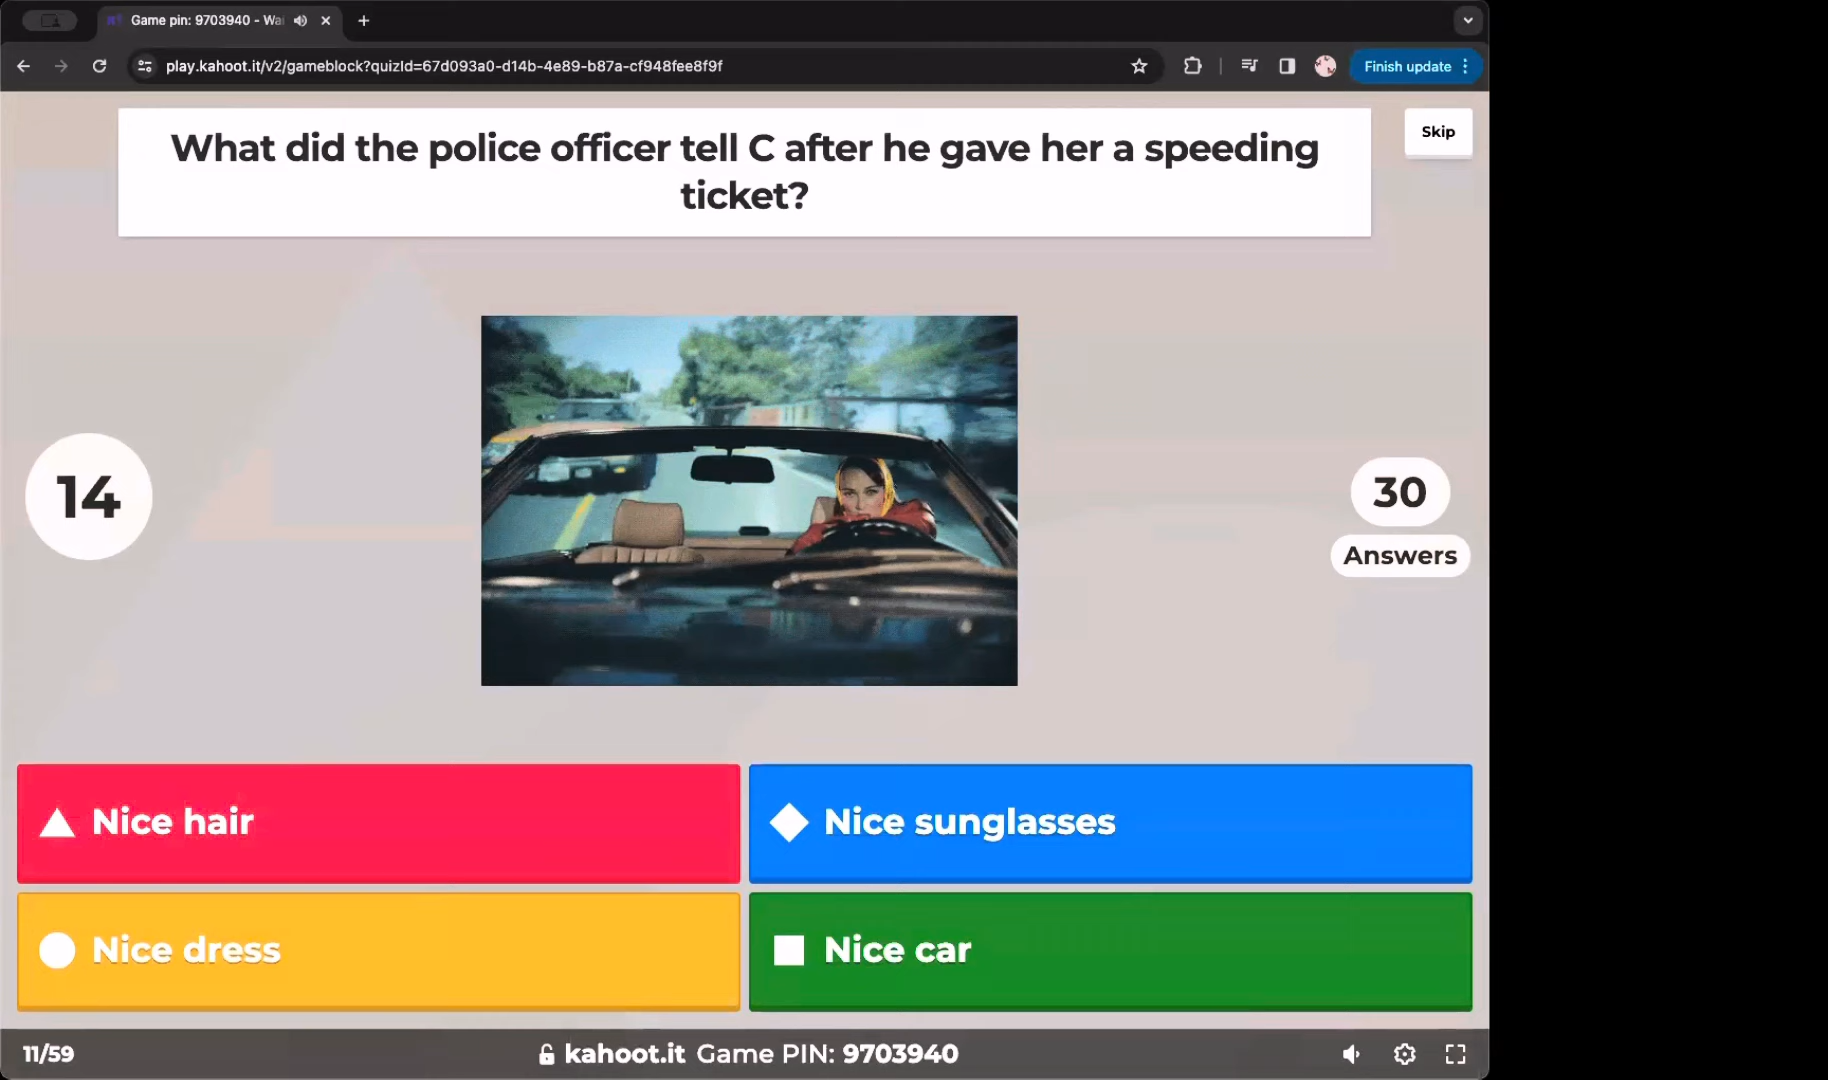 Game pin: 9703940 - Wai
play.kahoot.it/v2/gameblock?quizId=67d093a0-d14b-4e89-b87a-cf948fee8f9f
Finish update
What did the police officer tell C after he gave her a speeding
ticket?
Skip
14
30
Answers
Nice hair
Nice sunglasses
Nice dress
Nice car
11/59
kahoot.it Game PIN: 9703940